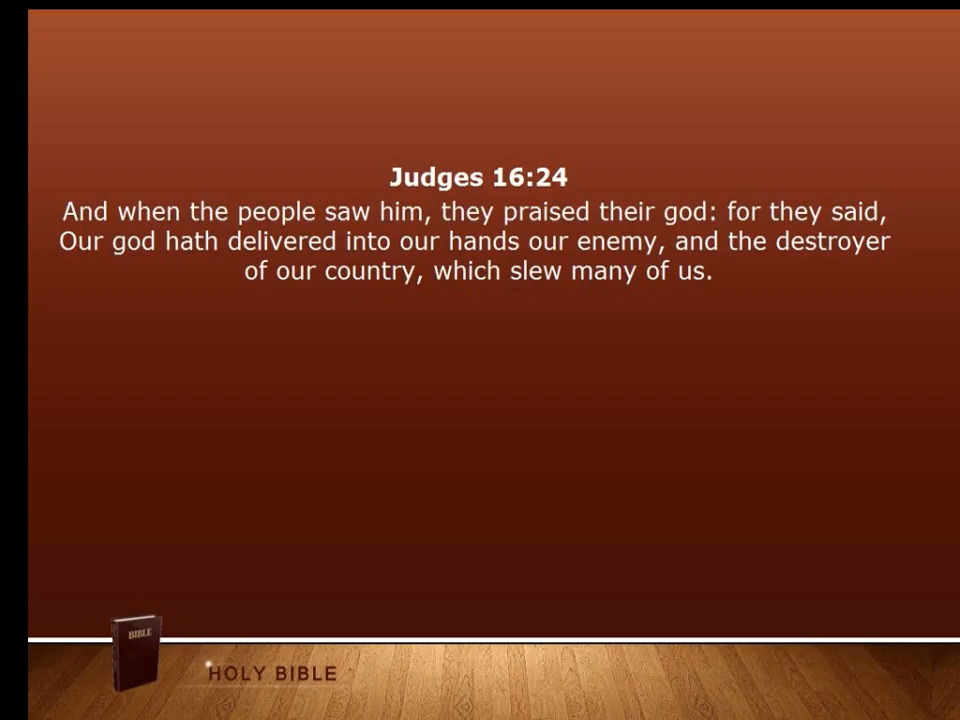 Judges 16:24
And when the people saw him, they praised their god: for they said,
Our god hath delivered into our hands our enemy, and the destroyer
of our country, which slew many of us.
BIBLE
HOLY BIBLE